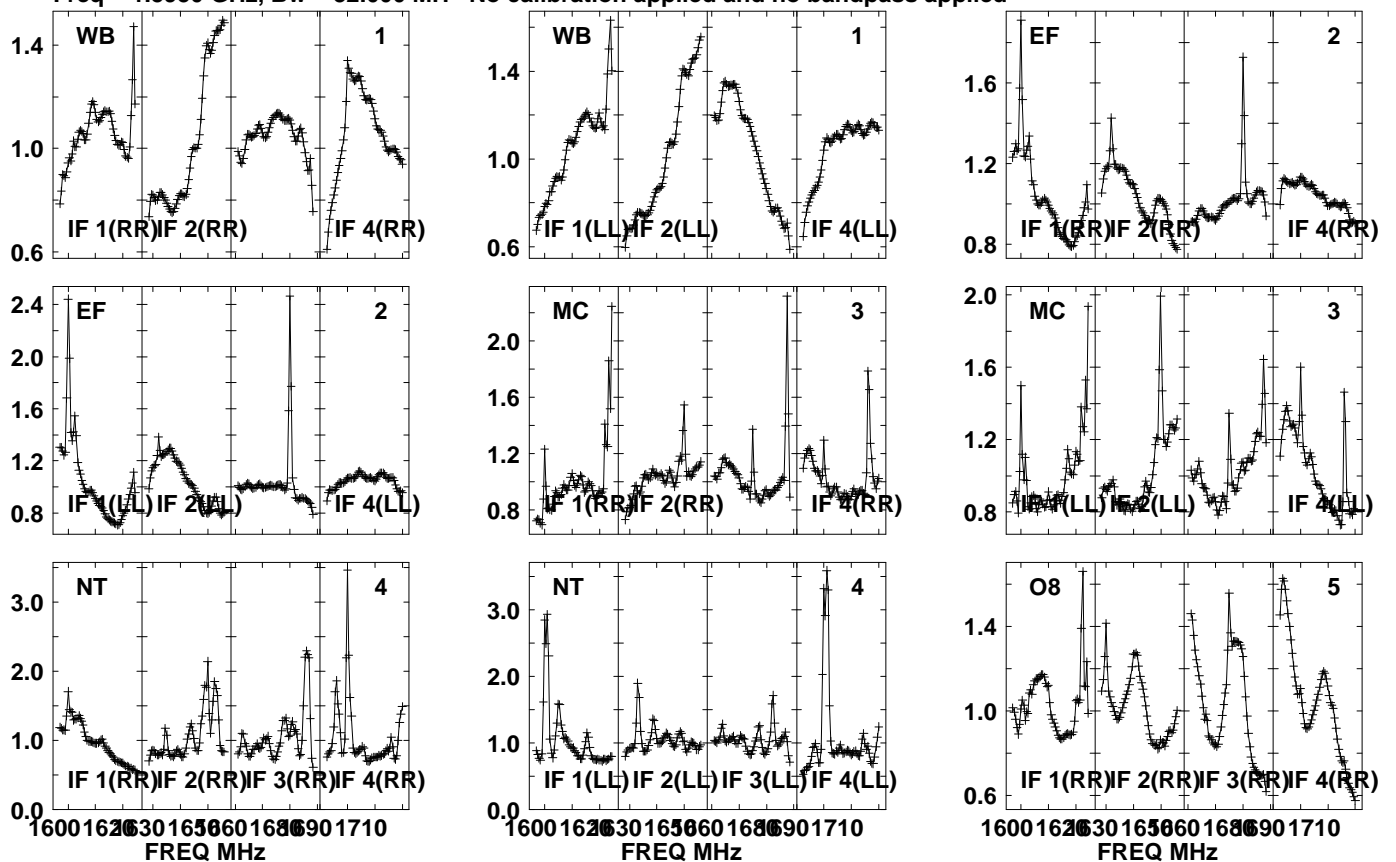 No calibration applied and no bandpass applied
WB 1
1.4
1.0
0.6
IF 1(RR) IF 2(RR) IF 4(RR)
WB 1
1.4
1.0
0.6
IF 1(LL) IF 2(LL) IF 4(LL)
EF 2
1.6
1.2
0.8
IF 1(RR) IF 2(RR) IF 4(RR)
EF 2
2.4
2.0
1.6
1.2
0.8
IF 1(LL) IF 2(LL) IF 4(LL)
MC 3
2.0
1.6
1.2
0.8
IF 1(RR) IF 2(RR) IF 4(RR)
MC 3
2.0
1.6
1.2
0.8
IF 1(LL) IF 2(LL) IF 4(LL)
NT 4
3.0
2.0
1.0
0.0
IF 1(RR) IF 2(RR) IF 3(RR) IF 4(RR)
1600 1620 1630 1650 1660 1680 1690 1710
FREQ MHz
NT 4
3.0
2.0
1.0
0.0
IF 1(LL) IF 2(LL) IF 3(LL) IF 4(LL)
1600 1620 1630 1650 1660 1680 1690 1710
O8 5
1.4
1.0
0.6
IF 1(RR) IF 2(RR) IF 3(RR) IF 4(RR)
1600 1620 1630 1650 1660 1680 1690 1710
FREQ MHz